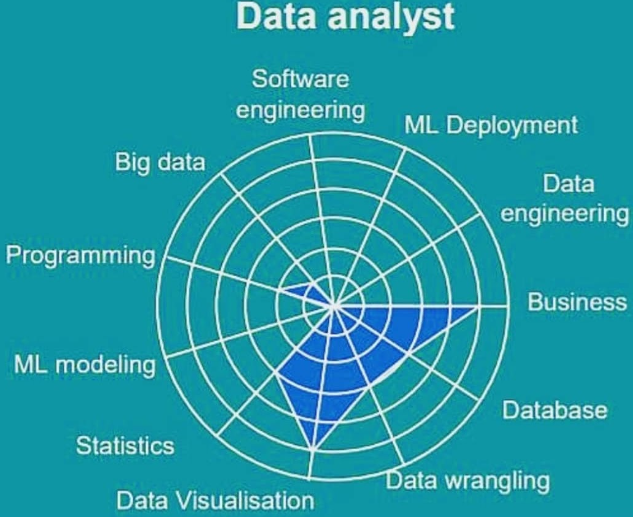 Data analyst
Software
engineering
ML Deployment
Big data
Data
engineering
Programming
Business
ML modeling
Database
Statistics
Data wrangling
Data Visualisation